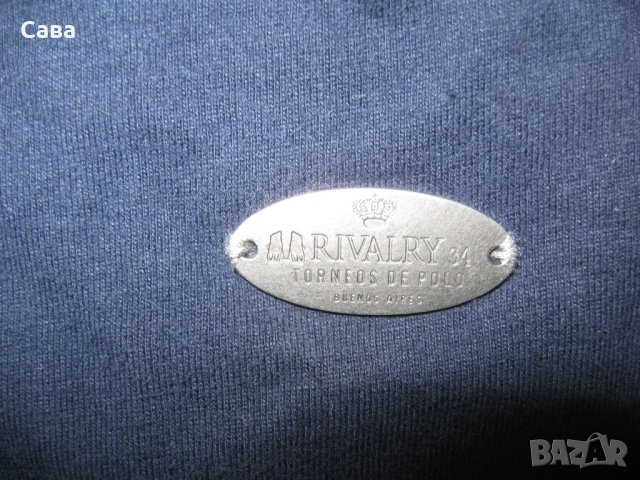 Сава
RIVALRY 34
TORNEOS DE POLO
BUENOS AIRES
BAZAR